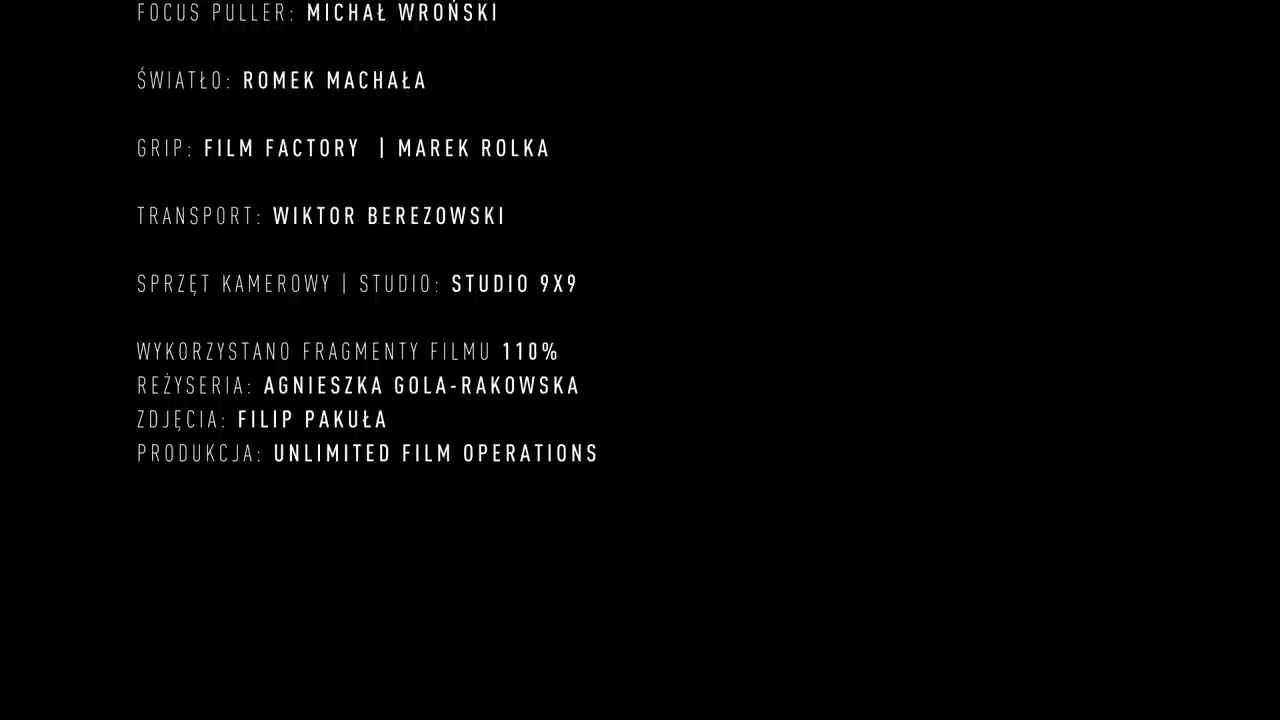 FOCUS PULLER: MICHAŁ WROŃSKI
ŚWIATŁO: ROMEK MACHAŁA
GRIP: FILM FACTORY | MAREK ROLKA
TRANSPORT: WIKTOR BEREZOWSKI
SPRZĘT KAMEROWY | STUDIO: STUDIO 9X9
WYKORZYSTANO FRAGMENTY FILMU 110%
REŻYSERIA: AGNIESZKA GOLA-RAKOWSKA
ZDJĘCIA: FILIP PAKUŁA
PRODUKCJA: UNLIMITED FILM OPERATIONS